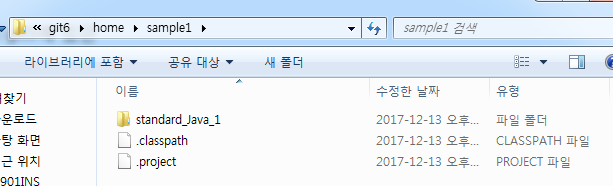 « git6 ▸ home ▸ sample1 ▸
sample1 검색
라이브러리에 포함 공유 대상 새 폴더
이름 수정한 날짜 유형
standard_Java_1 2017-12-13 오후... 파일 폴더
.classpath 2017-12-13 오후... CLASSPATH 파일
.project 2017-12-13 오후... PROJECT 파일
찾기
운로드
탕 화면
근 위치
901INS